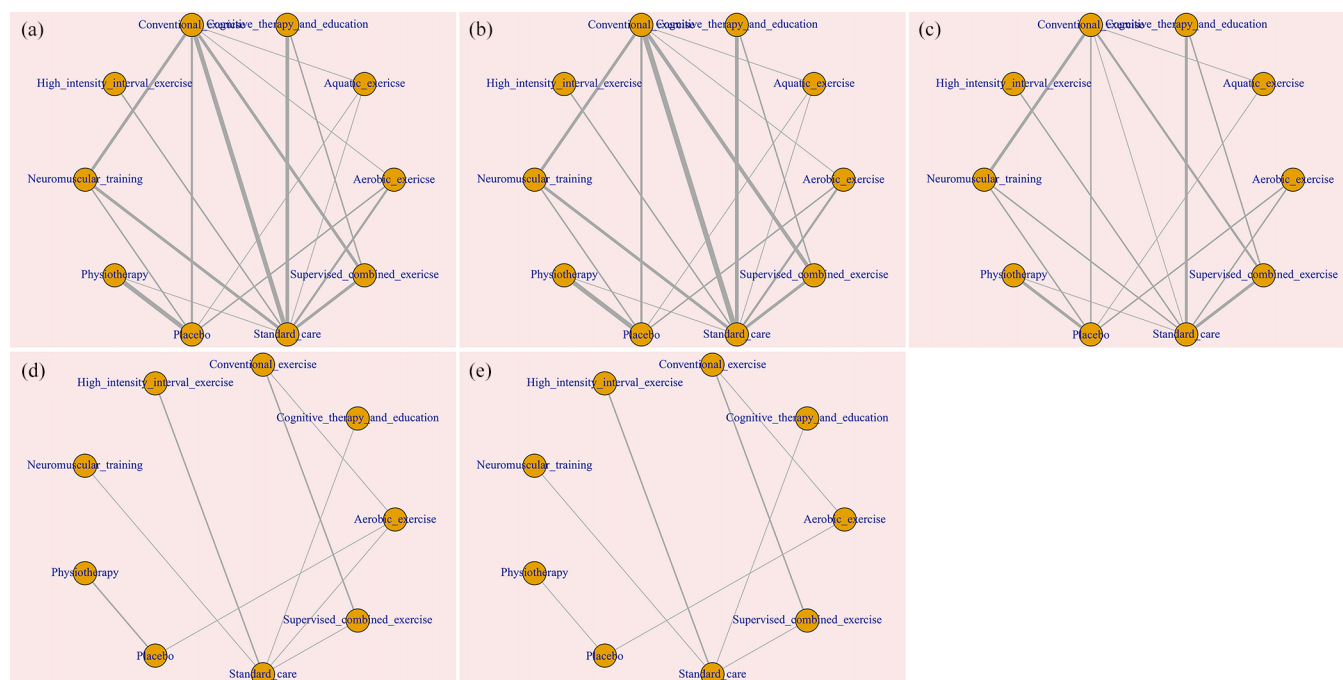 (a)
Conventional_exericse
Cognitive_therapy_and_education
High_intensity_interval_exercise
Aquatic_exericse
Neuromuscular_training
Aerobic_exericse
Physiotherapy
Supervised_combined_exericse
Placebo
Standard_care
(b)
Conventional_exercise
Cognitive_therapy_and_education
High_intensity_interval_exercise
Aquatic_exercise
Neuromuscular_training
Aerobic_exercise
Physiotherapy
Supervised_combined_exercise
Placebo
Standard_care
(c)
Conventional_exercise
Cognitive_therapy_and_education
High_intensity_interval_exercise
Aquatic_exercise
Neuromuscular_training
Aerobic_exercise
Physiotherapy
Supervised_combined_exercise
Placebo
Standard_care
(d)
Conventional_exercise
High_intensity_interval_exercise
Cognitive_therapy_and_education
Neuromuscular_training
Aerobic_exercise
Physiotherapy
Supervised_combined_exercise
Placebo
Standard_care
(e)
Conventional_exercise
High_intensity_interval_exercise
Cognitive_therapy_and_education
Neuromuscular_training
Aerobic_exercise
Physiotherapy
Supervised_combined_exercise
Placebo
Standard_care